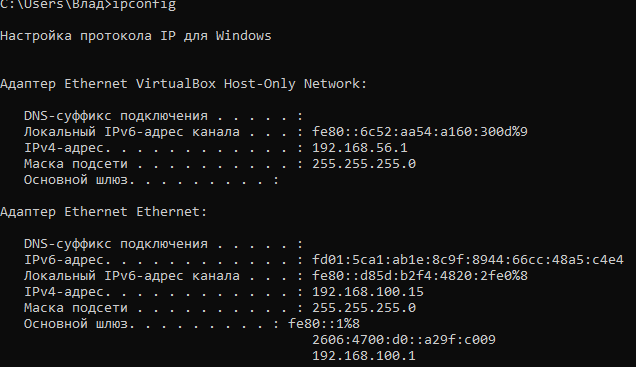 C:\Users\Влад>ipconfig
Настройка протокола IP для Windows
Адаптер Ethernet VirtualBox Host-Only Network:
DNS-суффикс подключения . . . . . :
Локальный IPv6-адрес канала . . . : fe80::6c52:aa54:a160:300d%9
IPv4-адрес. . . . . . . . . . . . : 192.168.56.1
Маска подсети . . . . . . . . . . : 255.255.255.0
Основной шлюз. . . . . . . . . :
Адаптер Ethernet Ethernet:
DNS-суффикс подключения . . . . . :
IPv6-адрес. . . . . . . . . . . . : fd01:5ca1:ab1e:8c9f:8944:66cc:48a5:c4e4
Локальный IPv6-адрес канала . . . : fe80::d85d:b2f4:4820:2fe0%8
IPv4-адрес. . . . . . . . . . . . : 192.168.100.15
Маска подсети . . . . . . . . . . : 255.255.255.0
Основной шлюз. . . . . . . . . : fe80::1%8
2606:4700:d0::a29f:c009
192.168.100.1